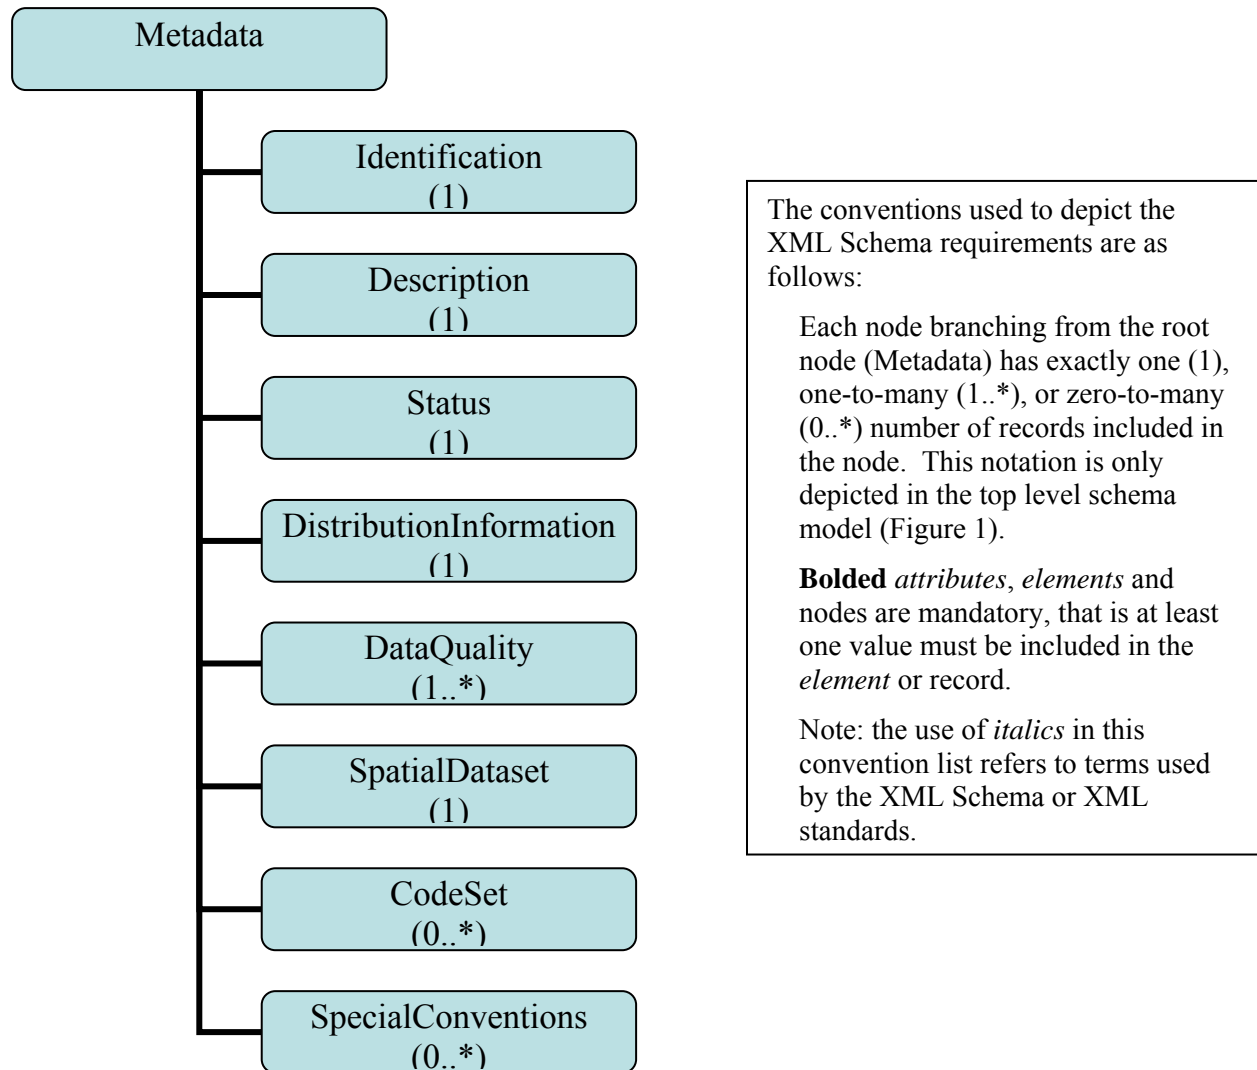 Metadata
Identification
(1)
Description
(1)
Status
(1)
DistributionInformation
(1)
DataQuality
(1..*)
SpatialDataset
(1)
CodeSet
(0..*)
SpecialConventions
(0..*)
The conventions used to depict the
XML Schema requirements are as
follows:
Each node branching from the root
node (Metadata) has exactly one (1),
one-to-many (1..*), or zero-to-many
(0..*) number of records included in
the node.  This notation is only
depicted in the top level schema
model (Figure 1).
Bolded attributes, elements and
nodes are mandatory, that is at least
one value must be included in the
element or record.
Note: the use of italics in this
convention list refers to terms used
by the XML Schema or XML
standards.